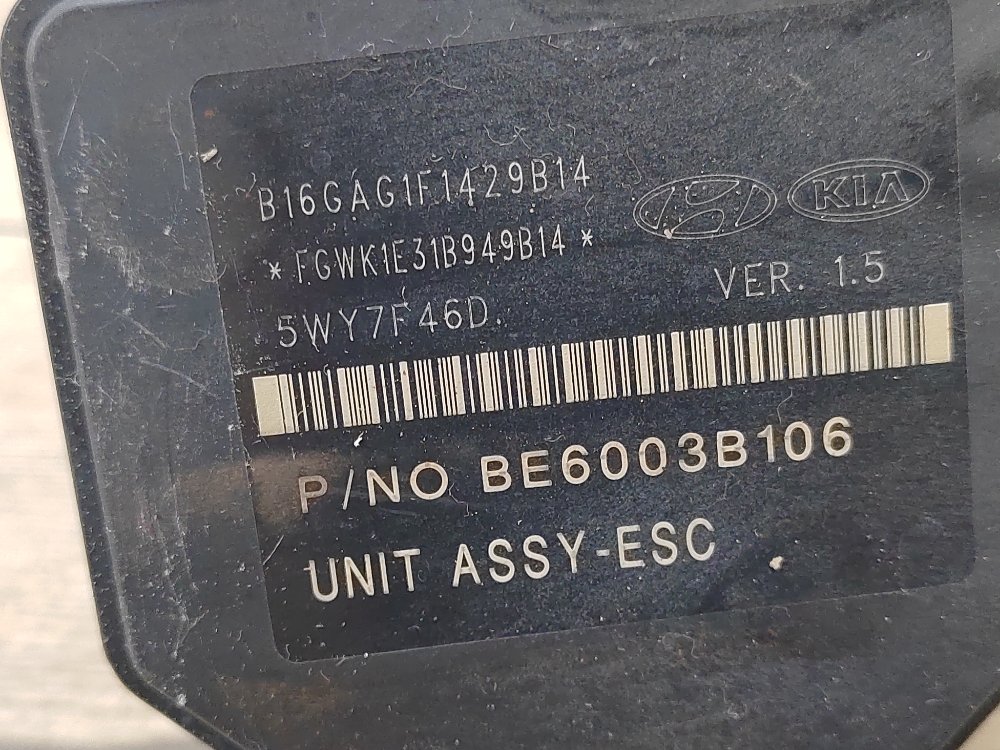 B16GAG1F1429B14
KIA
*FGWK1E31B949B14*
VER. 1.5
5WY7F46D.
P/NO BE6003B106
UNIT ASSY-ESC